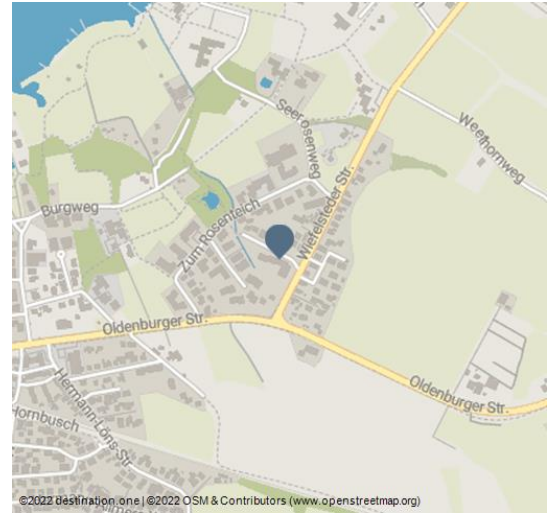 Seerosenweg
Weerhornweg
Wiefelsteder Str.
Burgweg
Zum Rosenteich
Oldenburger Str.
Oldenburger Str.
Hermann-Löns-Str
Hornbusch
©2022 destination.one | ©2022 OSM & Contributors (www.openstreetmap.org)